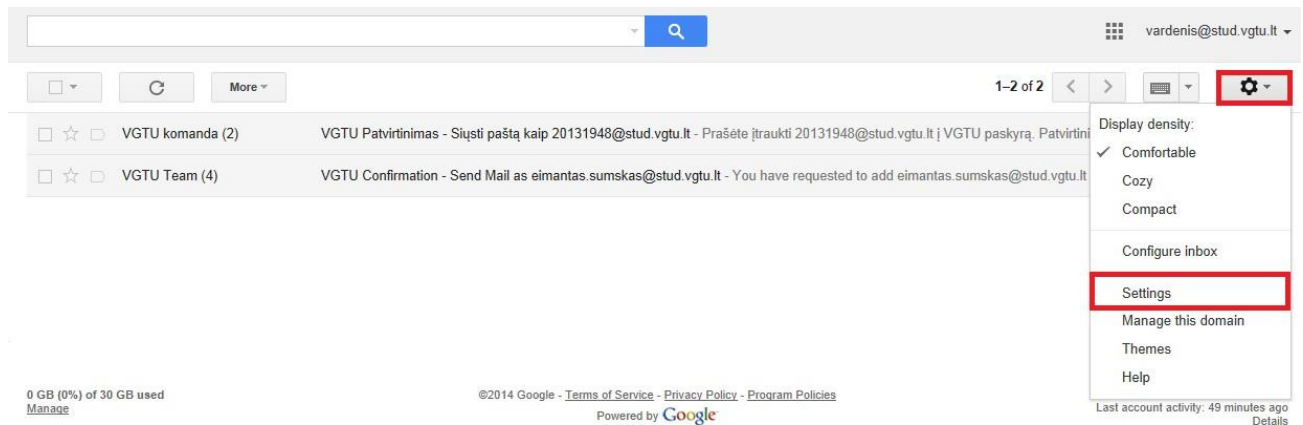 vardenis@stud.vgtu.lt
More
1–2 of 2
VGTU komanda (2) VGTU Patvirtinimas - Siųsti paštą kaip 20131948@stud.vgtu.lt - Prašėte įtraukti 20131948@stud.vgtu.lt į VGTU paskyrą. Patvirtini
VGTU Team (4) VGTU Confirmation - Send Mail as eimantas.sumskas@stud.vgtu.lt - You have requested to add eimantas.sumskas@stud.vgtu.lt
Display density:
Comfortable
Cozy
Compact
Configure inbox
Settings
Manage this domain
Themes
Help
0 GB (0%) of 30 GB used
Manage
©2014 Google - Terms of Service - Privacy Policy - Program Policies
Powered by Google
Last account activity: 49 minutes ago
Details